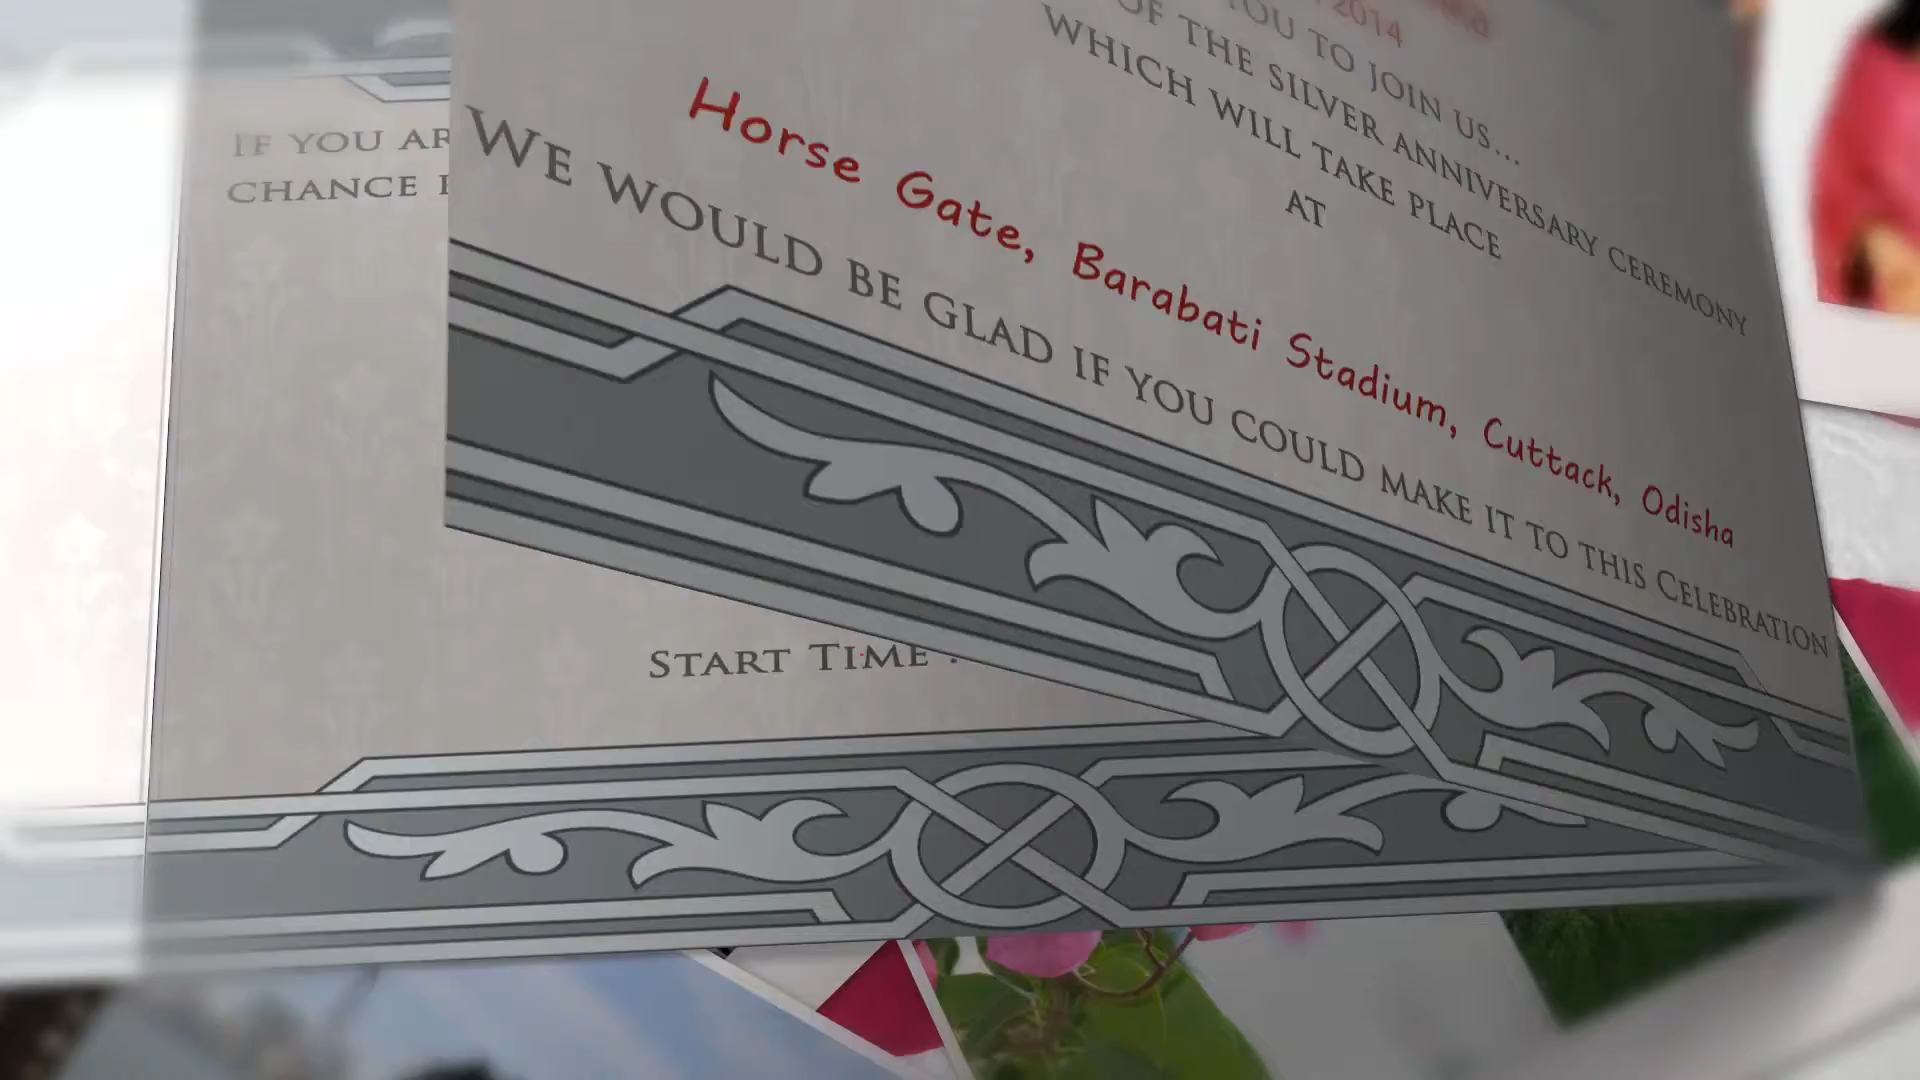 2014
YOU TO JOIN US...
OF THE SILVER ANNIVERSARY CEREMONY
WHICH WILL TAKE PLACE
AT
Horse Gate, Barabati Stadium, Cuttack, Odisha
WE WOULD BE GLAD IF YOU COULD MAKE IT TO THIS CELEBRATION
IF YOU
CHANCE
START TIME :